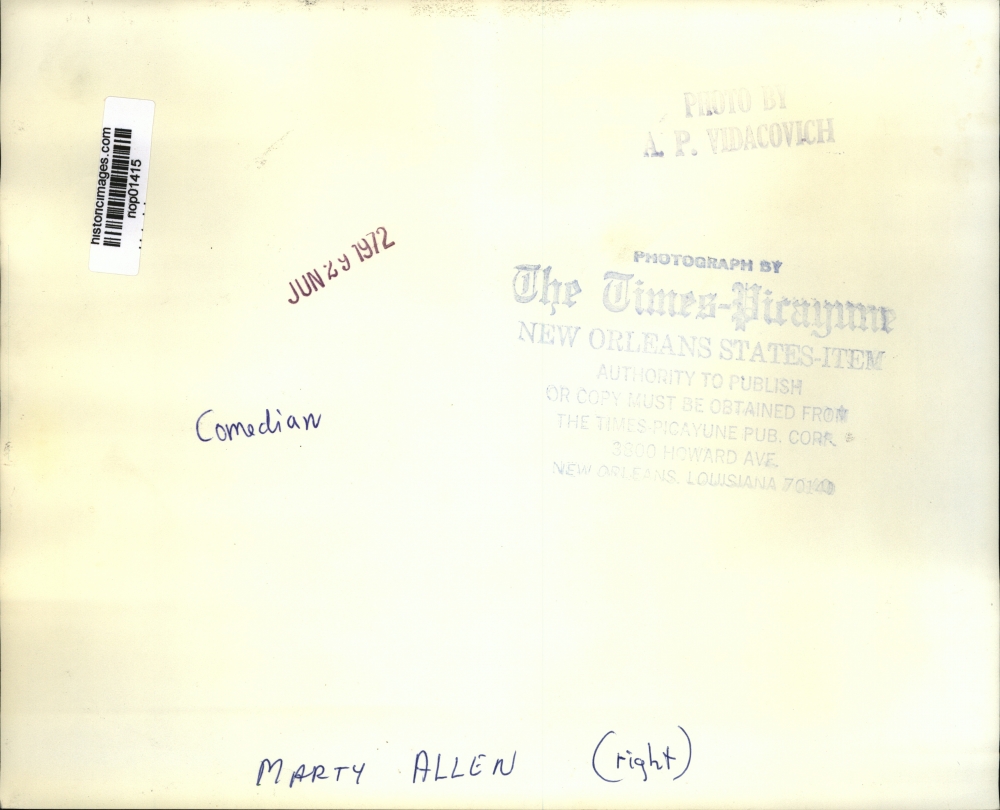 historicimages.com
nop01415
PHOTO BY
A. P. VIDACOVICH
JUN 29 1972
PHOTOGRAPH BY
The Times-Picayune
NEW ORLEANS STATES-ITEM
AUTHORITY TO PUBLISH
OR COPY MUST BE OBTAINED FROM
THE TIMES-PICAYUNE PUB. CORP.
3800 HOWARD AVE.
NEW ORLEANS, LOUISIANA 70140
Comedian
MARTY ALLEN (right)